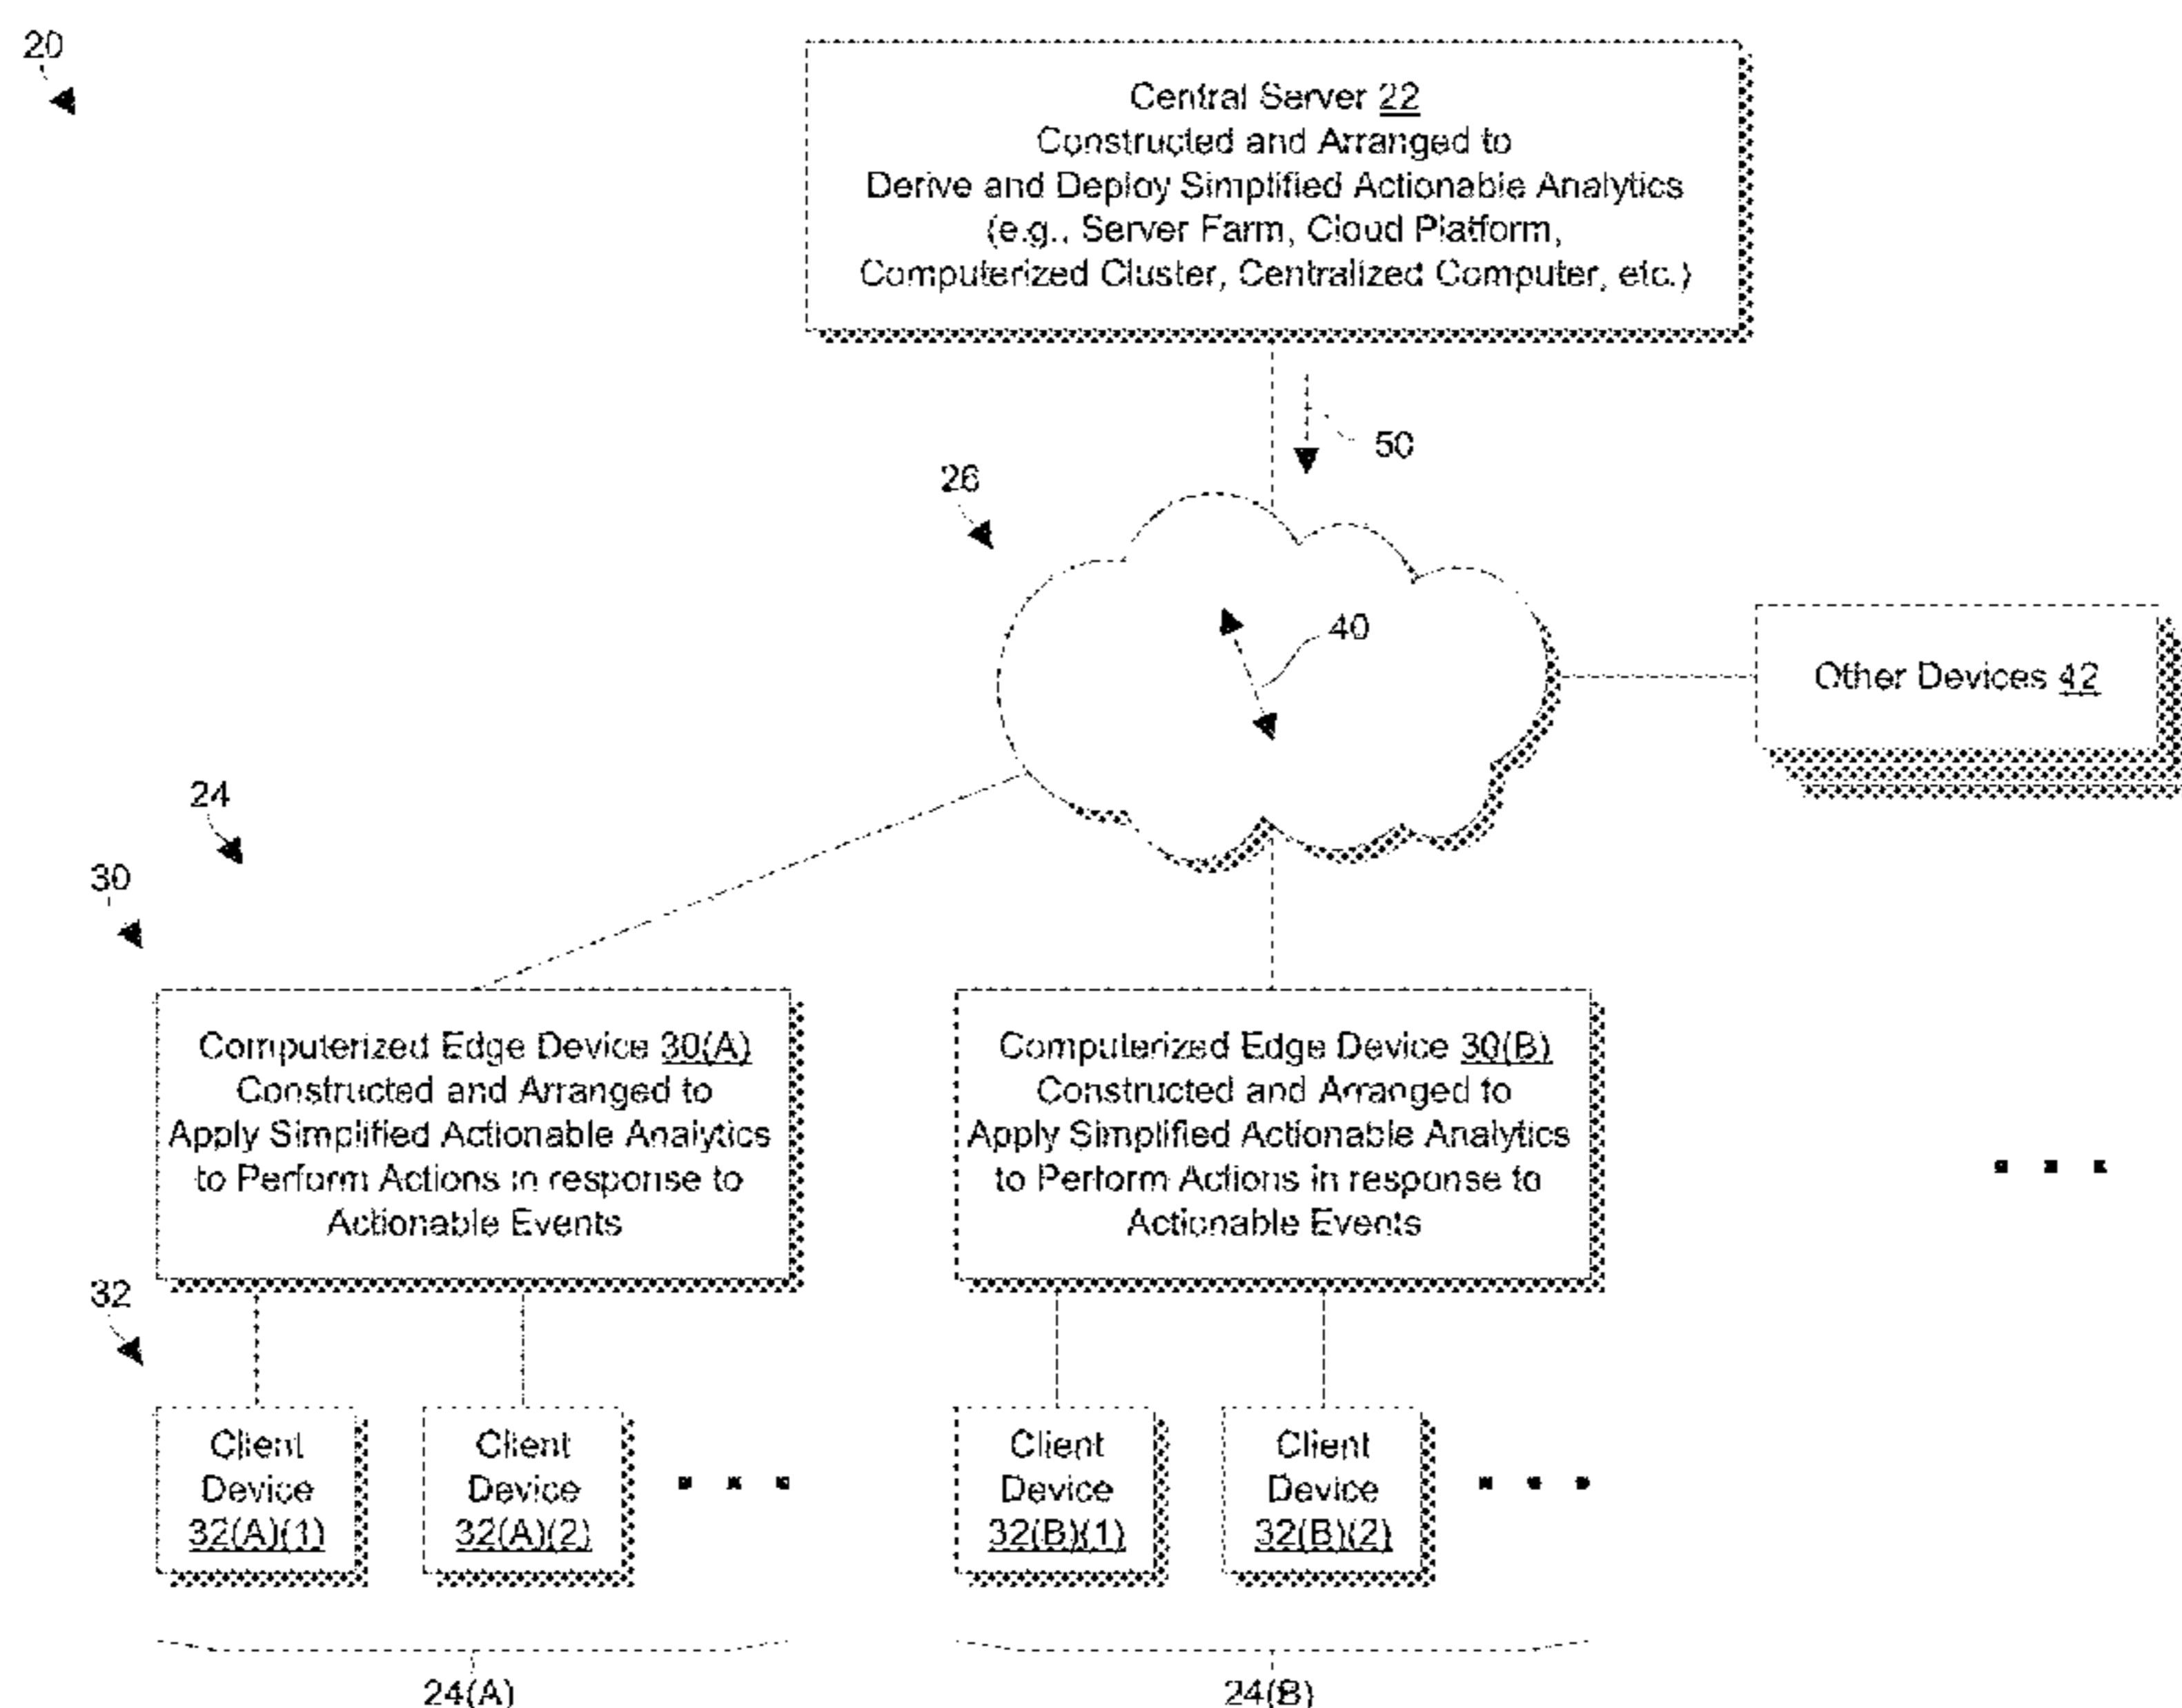 20
Central Server 22
Constructed and Arranged to
Derive and Deploy Simplified Actionable Analytics
(e.g., Server Farm, Cloud Platform,
Computerized Cluster, Centralized Computer, etc.)
50
26
40
Other Devices 42
24
30
Computerized Edge Device 30(A)
Constructed and Arranged to
Apply Simplified Actionable Analytics
to Perform Actions in response to
Actionable Events
Computerized Edge Device 30(B)
Constructed and Arranged to
Apply Simplified Actionable Analytics
to Perform Actions in response to
Actionable Events
32
Client
Device
32(A)(1)
Client
Device
32(A)(2)
Client
Device
32(B)(1)
Client
Device
32(B)(2)
24(A)
24(B)